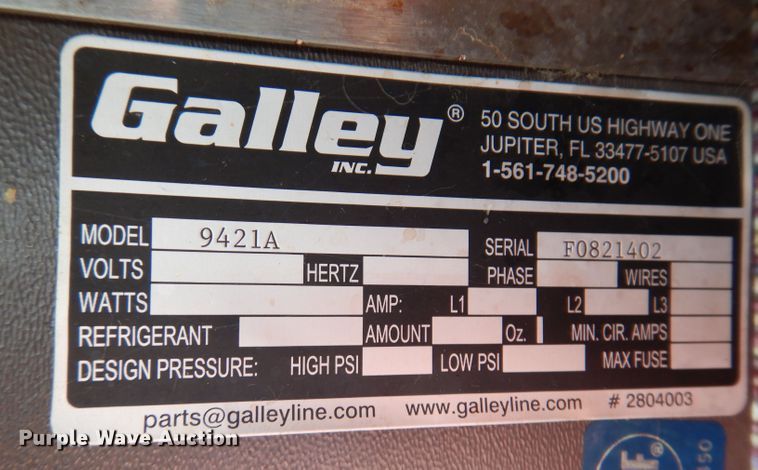 Galley®
INC.
50 SOUTH US HIGHWAY ONE
JUPITER, FL 33477-5107 USA
1-561-748-5200
MODEL 9421A SERIAL F0821402
VOLTS HERTZ PHASE WIRES
WATTS AMP: L1 L2 L3
REFRIGERANT AMOUNT Oz. MIN. CIR. AMPS
DESIGN PRESSURE: HIGH PSI LOW PSI MAX FUSE
parts@galleyline.com www.galleyline.com # 2804003
Purple Wave Auction